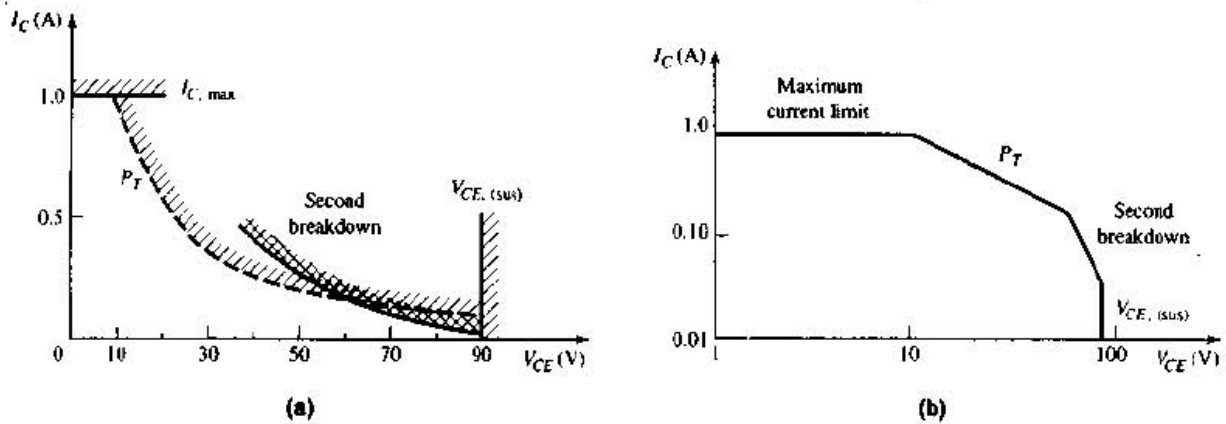 I_C (A)
1.0
I_C, max
P_T
0.5
Second
breakdown
V_CE, (sus)
0
10
30
50
70
90
V_CE (V)
(a)
I_C (A)
Maximum
current limit
1.0
P_T
0.10
Second
breakdown
V_CE, (sus)
0.01
1
10
100
V_CE (V)
(b)